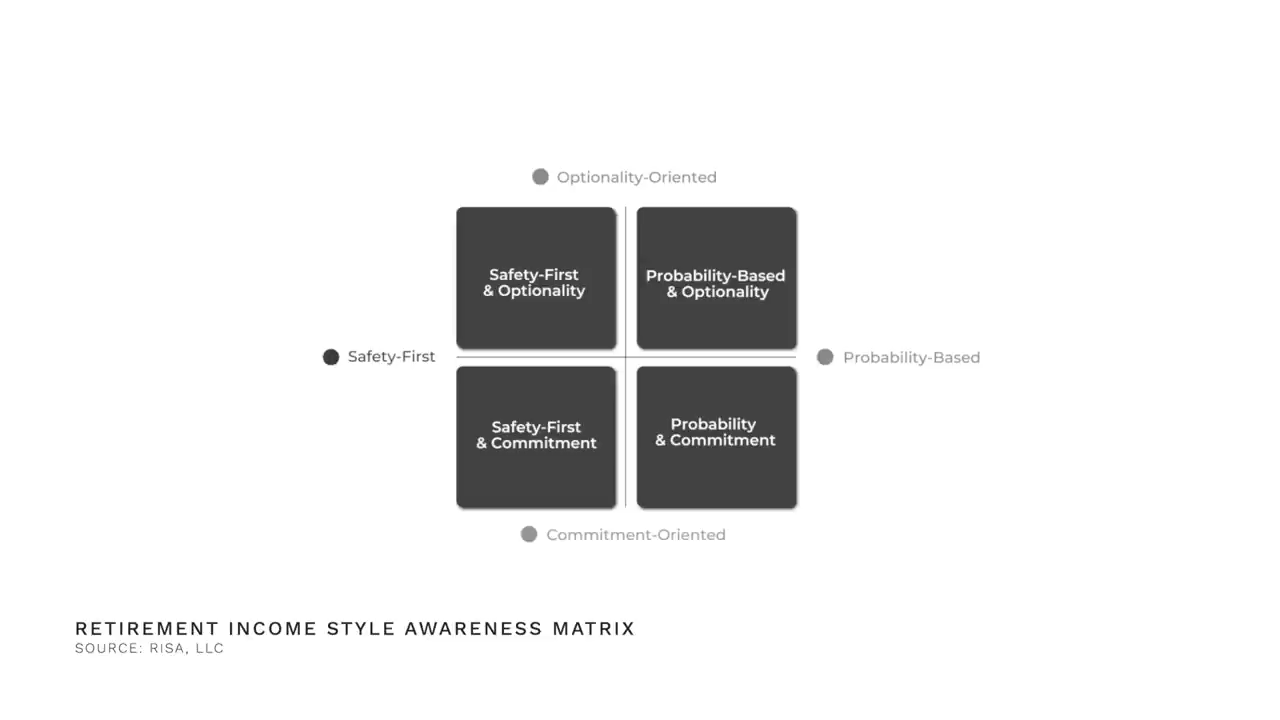 Optionality-Oriented
Safety-First
& Optionality
Probability-Based
& Optionality
Safety-First
Probability-Based
Safety-First
& Commitment
Probability
& Commitment
Commitment-Oriented
RETIREMENT INCOME STYLE AWARENESS MATRIX
SOURCE: RISA, LLC